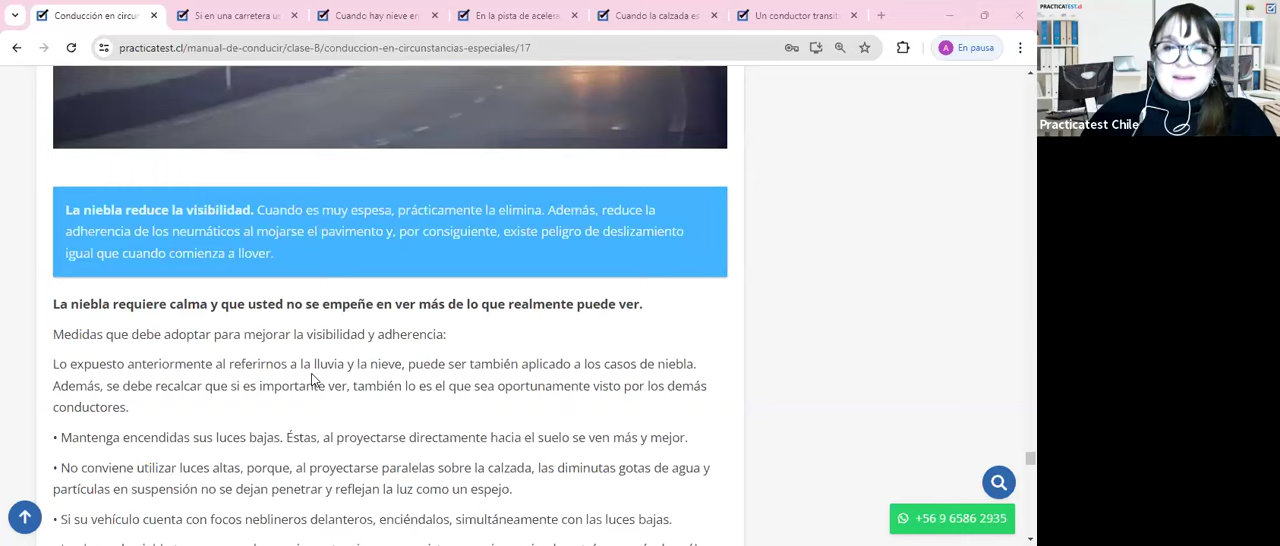 Conducción en circun
Si en una carretera us
Cuando hay nieve en
En la pista de acelera
Cuando la calzada es
Un conductor transit
practicatest.cl/manual-de-conducir/clase-B/conduccion-en-circunstancias-especiales/17
A En pausa
PRACTICATEST.cl
Practicatest Chile
La niebla reduce la visibilidad. Cuando es muy espesa, prácticamente la elimina. Además, reduce la
adherencia de los neumáticos al mojarse el pavimento y, por consiguiente, existe peligro de deslizamiento
igual que cuando comienza a llover.
La niebla requiere calma y que usted no se empeñe en ver más de lo que realmente puede ver.
Medidas que debe adoptar para mejorar la visibilidad y adherencia:
Lo expuesto anteriormente al referirnos a la lluvia y la nieve, puede ser también aplicado a los casos de niebla.
Además, se debe recalcar que si es importante ver, también lo es el que sea oportunamente visto por los demás
conductores.
• Mantenga encendidas sus luces bajas. Éstas, al proyectarse directamente hacia el suelo se ven más y mejor.
• No conviene utilizar luces altas, porque, al proyectarse paralelas sobre la calzada, las diminutas gotas de agua y
partículas en suspensión no se dejan penetrar y reflejan la luz como un espejo.
• Si su vehículo cuenta con focos neblineros delanteros, enciéndalos, simultáneamente con las luces bajas.
+56 9 6586 2935